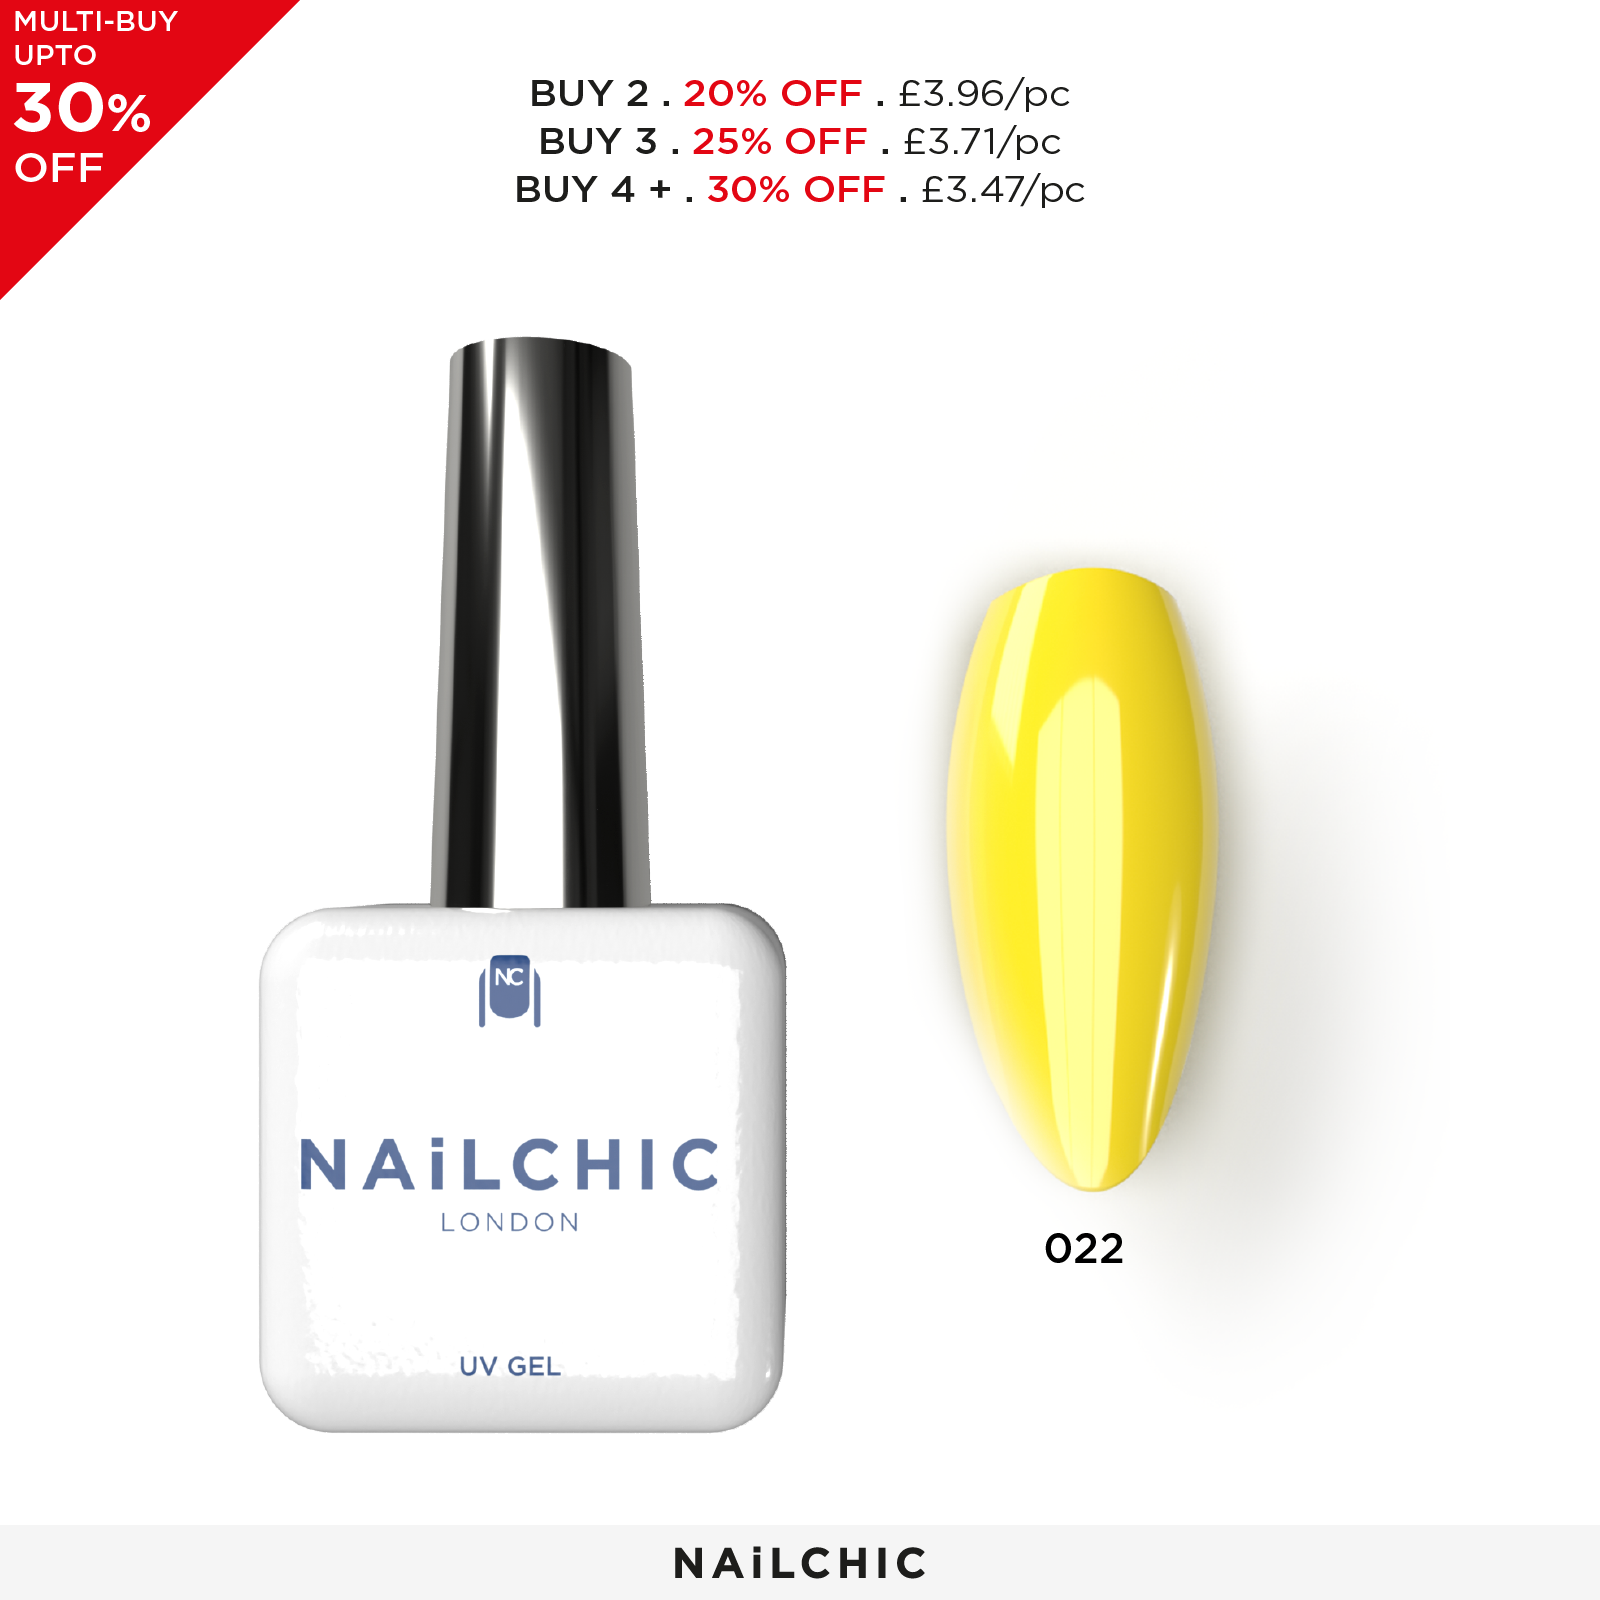 MULTI-BUY
UPTO
30%
OFF
BUY 2 . 20% OFF . £3.96/pc
BUY 3 . 25% OFF . £3.71/pc
BUY 4 + . 30% OFF . £3.47/pc
NC
NAiLCHIC
LONDON
UV GEL
022
NAiLCHIC